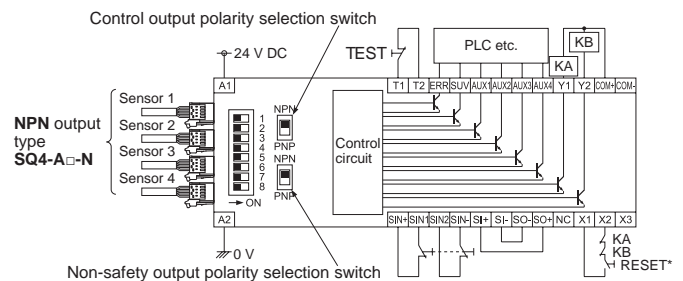 Control output polarity selection switch
24 V DC
TEST
PLC etc.
KB
KA
A1
T1 T2 ERR SUV AUX1 AUX2 AUX3 AUX4 Y1 Y2 COM+ COM-
Sensor 1
Sensor 2
Sensor 3
Sensor 4
NPN output
type
SQ4-A□-N
1
2
3
4
5
6
7
8
→ ON
NPN
PNP
NPN
PNP
Control
circuit
A2
SIN+ SIN1 SIN2 SIN- SI+ SI- SO- SO+ NC X1 X2 X3
0 V
KA
KB
RESET*
Non-safety output polarity selection switch